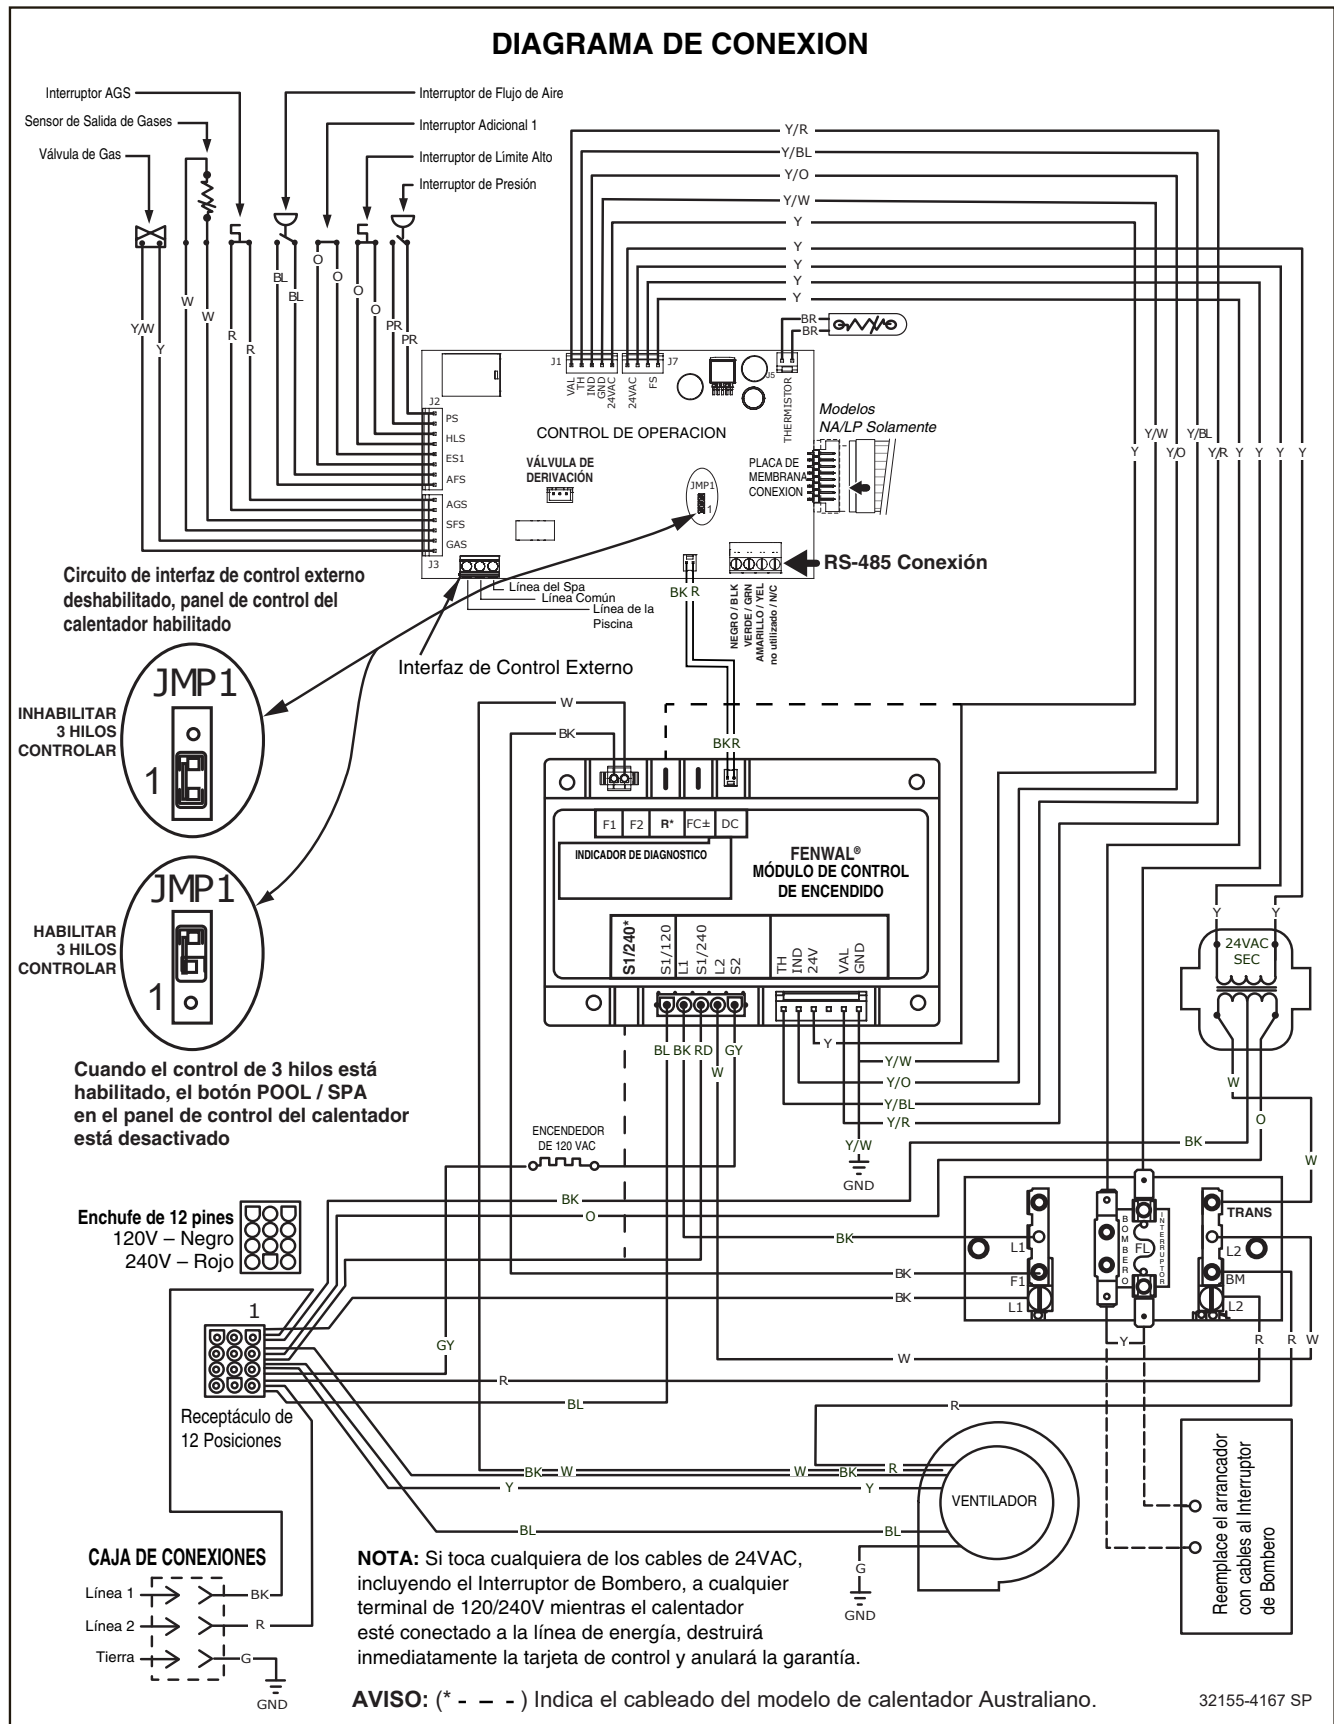 DIAGRAMA DE CONEXION
Interruptor AGS
Sensor de Salida de Gases
Válvula de Gas
Interruptor de Flujo de Aire
Interruptor Adicional 1
Interruptor de Límite Alto
Interruptor de Presión
Y/R
Y/BL
Y/O
Y/W
Y
Y
Y
Y
Y
Y/W
Y
W
W
R
R
BL
BL
O
O
O
O
PR
PR
BR
BR
J1
VAL
TH
IND
GND
24VAC
24VAC
FS
J7
J5
THERMISTOR
J2
PS
HLS
ES1
AFS
AGS
SFS
GAS
J3
CONTROL DE OPERACION
VÁLVULA DE
DERIVACIÓN
JMP1
1
PLACA DE
MEMBRANA
CONEXION
Modelos
NA/LP Solamente
Y
Y/W
Y/O
Y/BL
Y/R
Y
Y
Y
Y
RS-485 Conexión
NEGRO / BLK
VERDE / GRN
AMARILLO / YEL
no utilizado / N/C
BK R
Línea del Spa
Línea Común
Línea de la
Piscina
Interfaz de Control Externo
Circuito de interfaz de control externo
deshabilitado, panel de control del
calentador habilitado
JMP1
1
INHABILITAR
3 HILOS
CONTROLAR
JMP1
1
HABILITAR
3 HILOS
CONTROLAR
Cuando el control de 3 hilos está
habilitado, el botón POOL / SPA
en el panel de control del calentador
está desactivado
W
BK
BKR
F1
F2
R*
FC±
DC
INDICADOR DE DIAGNOSTICO
FENWAL®
MÓDULO DE CONTROL
DE ENCENDIDO
S1/240*
S1/120
L1
S1/240
L2
S2
TH
IND
24V
VAL
GND
BL BK RD
W
GY
Y
Y/W
Y/O
Y/BL
Y/R
Y/W
GND
Y
Y
24VAC
SEC
W
O
W
BK
ENCENDEDOR
DE 120 VAC
BK
O
BK
BK
BK
Enchufe de 12 pines
120V – Negro
240V – Rojo
1
Receptáculo de
12 Posiciones
GY
R
BL
W
R
L1
F1
L1
BOMBERO
FL
INTERRUPTOR
TRANS
L2
BM
L2
Y
R
R
W
BK
W
W
BK
R
Y
Y
BL
BL
VENTILADOR
G
GND
Reemplace el arrancador
con cables al Interruptor
de Bombero
CAJA DE CONEXIONES
Línea 1
BK
Línea 2
R
Tierra
G
GND
NOTA: Si toca cualquiera de los cables de 24VAC,
incluyendo el Interruptor de Bombero, a cualquier
terminal de 120/240V mientras el calentador
esté conectado a la línea de energía, destruirá
inmediatamente la tarjeta de control y anulará la garantía.
AVISO: (* - – - ) Indica el cableado del modelo de calentador Australiano.
32155-4167 SP